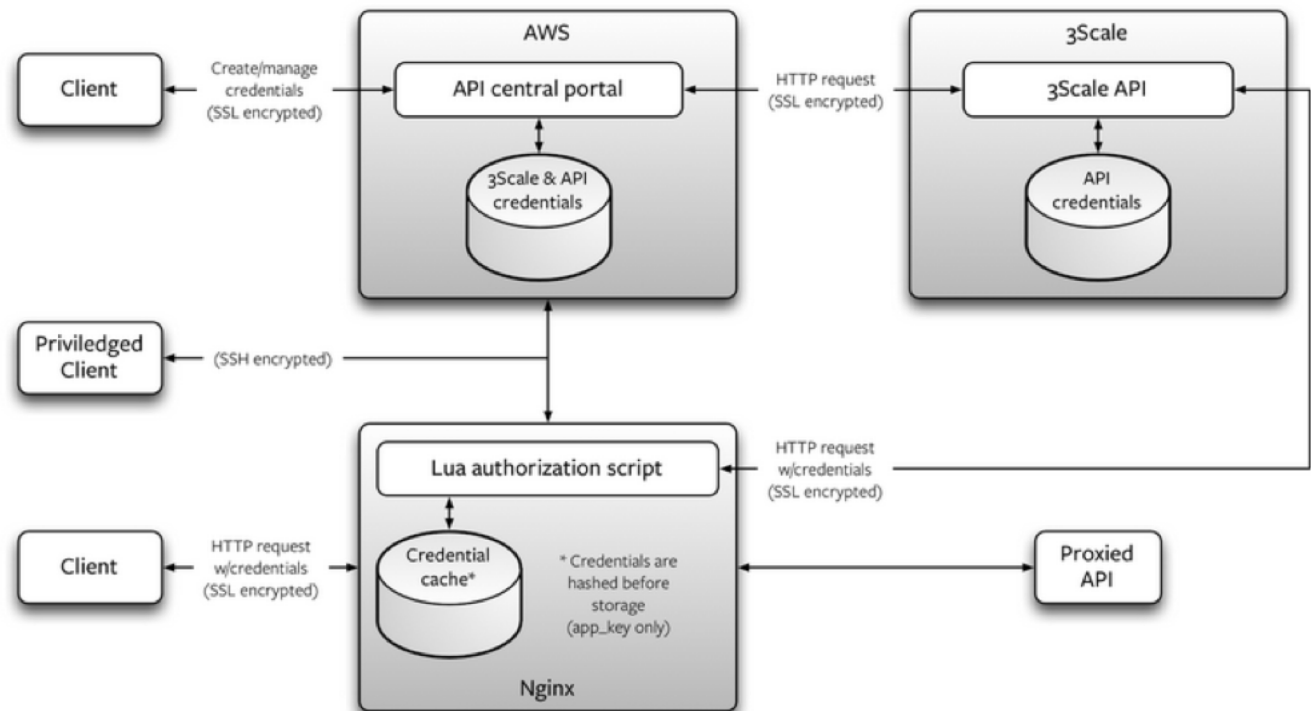 AWS
3Scale
Client
Create/manage
credentials
(SSL encrypted)
API central portal
HTTP request
(SSL encrypted)
3Scale API
3Scale & API
credentials
API
credentials
Priviledged
Client
(SSH encrypted)
Lua authorization script
HTTP request
w/credentials
(SSL encrypted)
Client
HTTP request
w/credentials
(SSL encrypted)
Credential
cache*
* Credentials are
hashed before
storage
(app_key only)
Proxied
API
Nginx